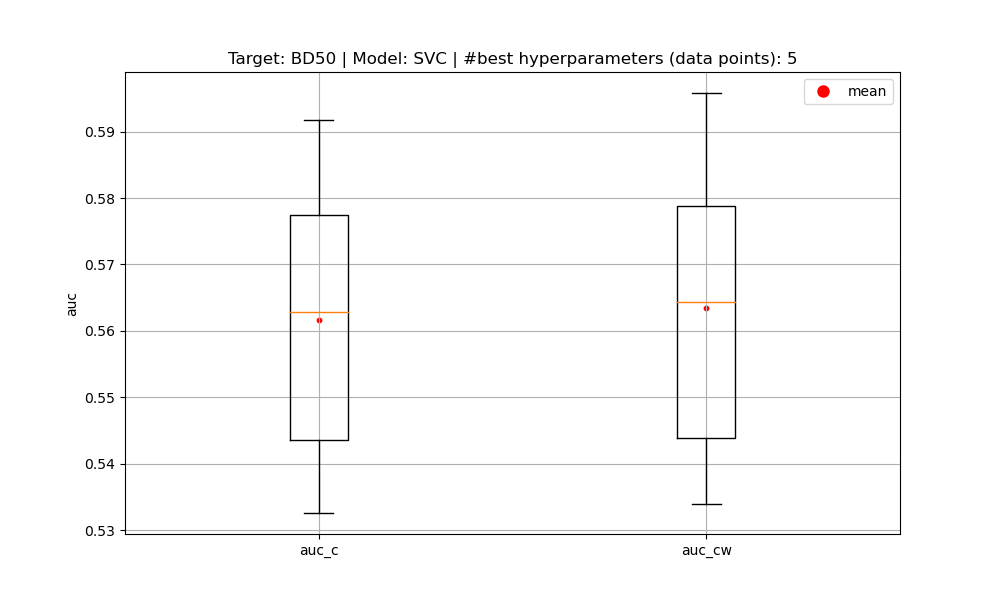 Target: BD50 | Model: SVC | #best hyperparameters (data points): 5
mean
0.59
0.58
0.57
0.56
0.55
0.54
0.53
auc
auc_c
auc_cw